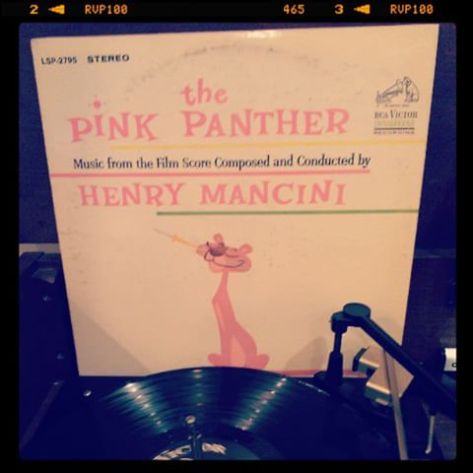 2 RVP100 465 3 RVP100
LSP-2795 STEREO
the
PINK PANTHER
RCA VICTOR
Music from the Film Score Composed and Conducted by
HENRY MANCINI